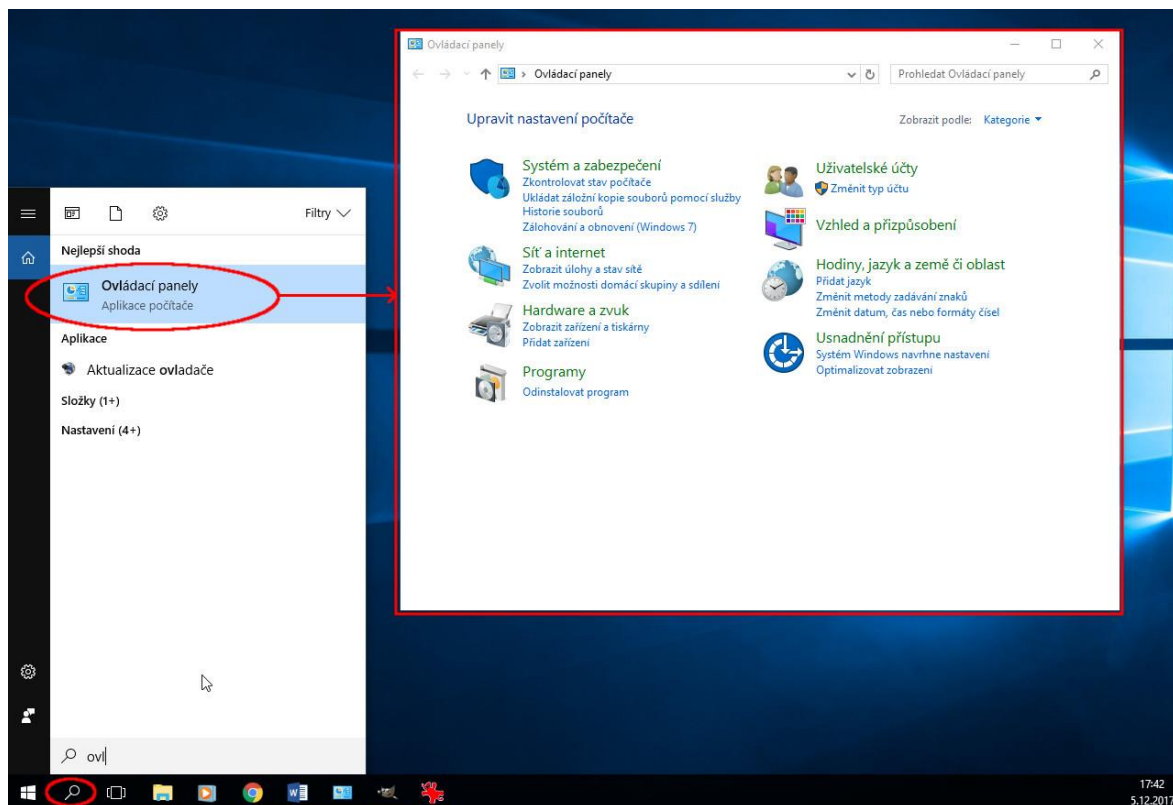 Filtry
Nejlepší shoda
Ovládací panely
Aplikace počítače
Aplikace
Aktualizace ovladače
Složky (1+)
Nastavení (4+)
ovl
Ovládací panely
Ovládací panely
Prohledat Ovládací panely
Upravit nastavení počítače
Zobrazit podle: Kategorie
Systém a zabezpečení
Zkontrolovat stav počítače
Ukládat záložní kopie souborů pomocí služby
Historie souborů
Zálohování a obnovení (Windows 7)
Síť a internet
Zobrazit úlohy a stav sítě
Zvolit možnosti domácí skupiny a sdílení
Hardware a zvuk
Zobrazit zařízení a tiskárny
Přidat zařízení
Programy
Odinstalovat program
Uživatelské účty
Změnit typ účtu
Vzhled a přizpůsobení
Hodiny, jazyk a země či oblast
Přidat jazyk
Změnit metody zadávání znaků
Změnit datum, čas nebo formáty čísel
Usnadnění přístupu
Systém Windows navrhne nastavení
Optimalizovat zobrazení
17:42
5.12.2017